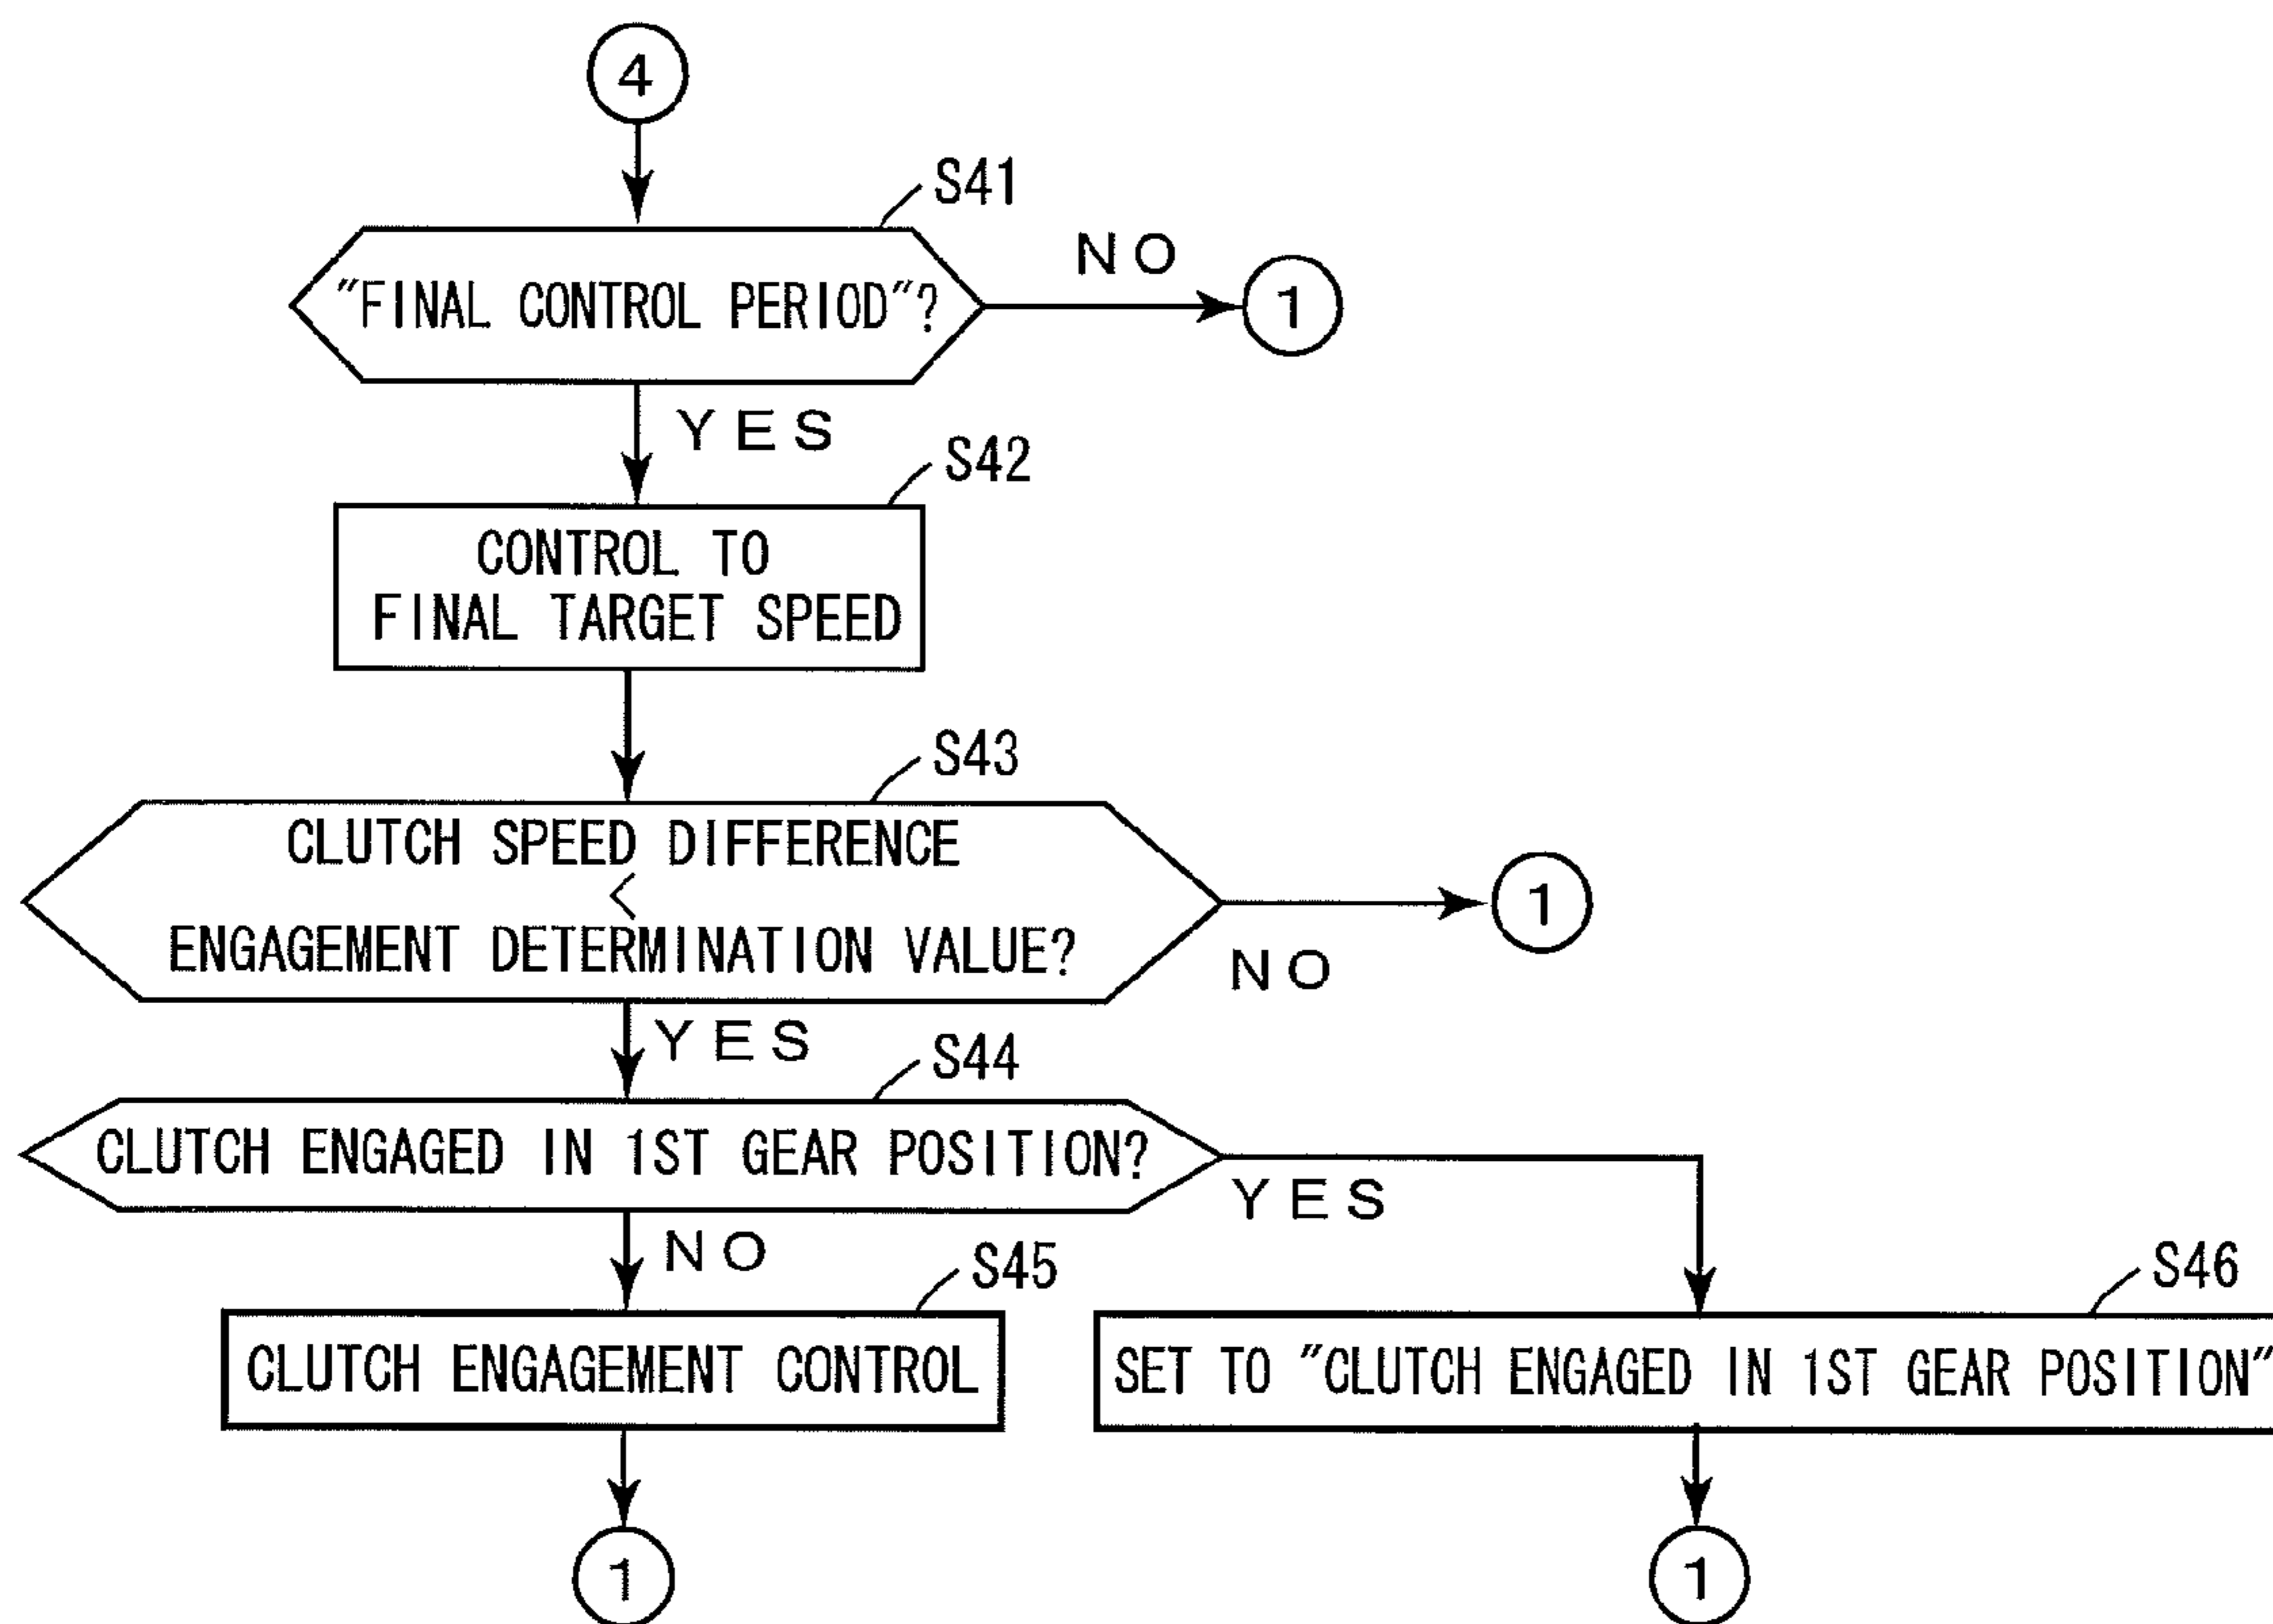 4
S41
"FINAL CONTROL PERIOD"?
NO
1
YES
S42
CONTROL TO
FINAL TARGET SPEED
S43
CLUTCH SPEED DIFFERENCE
<
ENGAGEMENT DETERMINATION VALUE?
1
NO
YES
S44
CLUTCH ENGAGED IN 1ST GEAR POSITION?
YES
NO
S45
S46
CLUTCH ENGAGEMENT CONTROL
SET TO "CLUTCH ENGAGED IN 1ST GEAR POSITION"
1
1